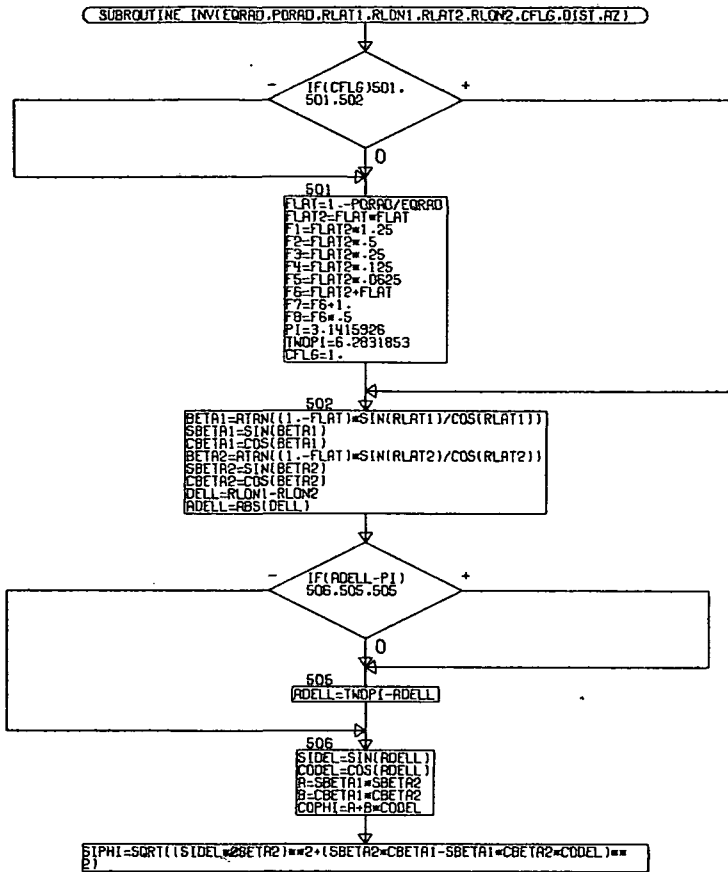 SUBROUTINE INV(EQRAD.PORAD.RLAT1.RLON1.RLAT2.RLON2.CFLG.DIST.AZ)
-
IF(CFLG)501.
501.502
+
0
501
FLAT=1.-PORAD/EQRAD
FLAT2=FLAT*FLAT
F1=FLAT2*1.25
F2=FLAT2*.5
F3=FLAT2*.25
F4=FLAT2*.125
F5=FLAT2*.0625
F6=FLAT2+FLAT
F7=F6+1.
F8=F6*.5
PI=3.1415926
TWOPI=6.2831853
CFLG=1.
502
BETA1=ATAN((1.-FLAT)*SIN(RLAT1)/COS(RLAT1))
SBETA1=SIN(BETA1)
CBETA1=COS(BETA1)
BETA2=ATAN((1.-FLAT)*SIN(RLAT2)/COS(RLAT2))
SBETA2=SIN(BETA2)
CBETA2=COS(BETA2)
DELL=RLON1-RLON2
ADELL=ABS(DELL)
-
IF(ADELL-PI)
506.505.505
+
0
505
ADELL=TWOPI-ADELL
506
SIDEL=SIN(ADELL)
CODEL=COS(ADELL)
A=SBETA1*SBETA2
B=CBETA1*CBETA2
COPHI=A+B*CODEL
SIPHI=SQRT((SIDEL*CBETA2)**2+(SBETA2*CBETA1-SBETA1*CBETA2*CODEL)**
2)